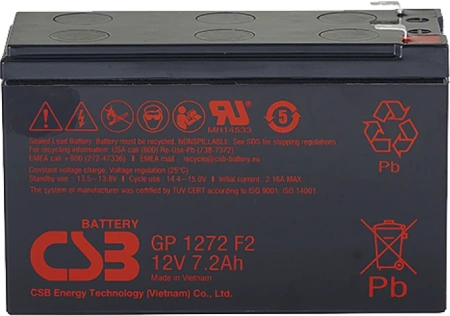 Pb
MH14533
5
Sealed Lead Battery. Battery must be recycled. NONSPILLABLE. See SDS for shipping regulations
For recycling information: USA call (800) Re-Use-Pb (738-7372)
EMEA call +800 (272-47336) EMEA mail - recycle@csb-battery.eu
Pb
Constant voltage charge. Voltage regulation (25°C)
Standby use : 13.5~13.8V Cycle use : 14.4~15.0V Initial current : 2.16A MAX
The system manufacturer was certified by TUV CERT according to ISO 9001, ISO 14001
BATTERY
CSB
GP 1272 F2
12V 7.2Ah
Made in Vietnam
CSB Energy Technology (Vietnam) Co., Ltd.
Pb